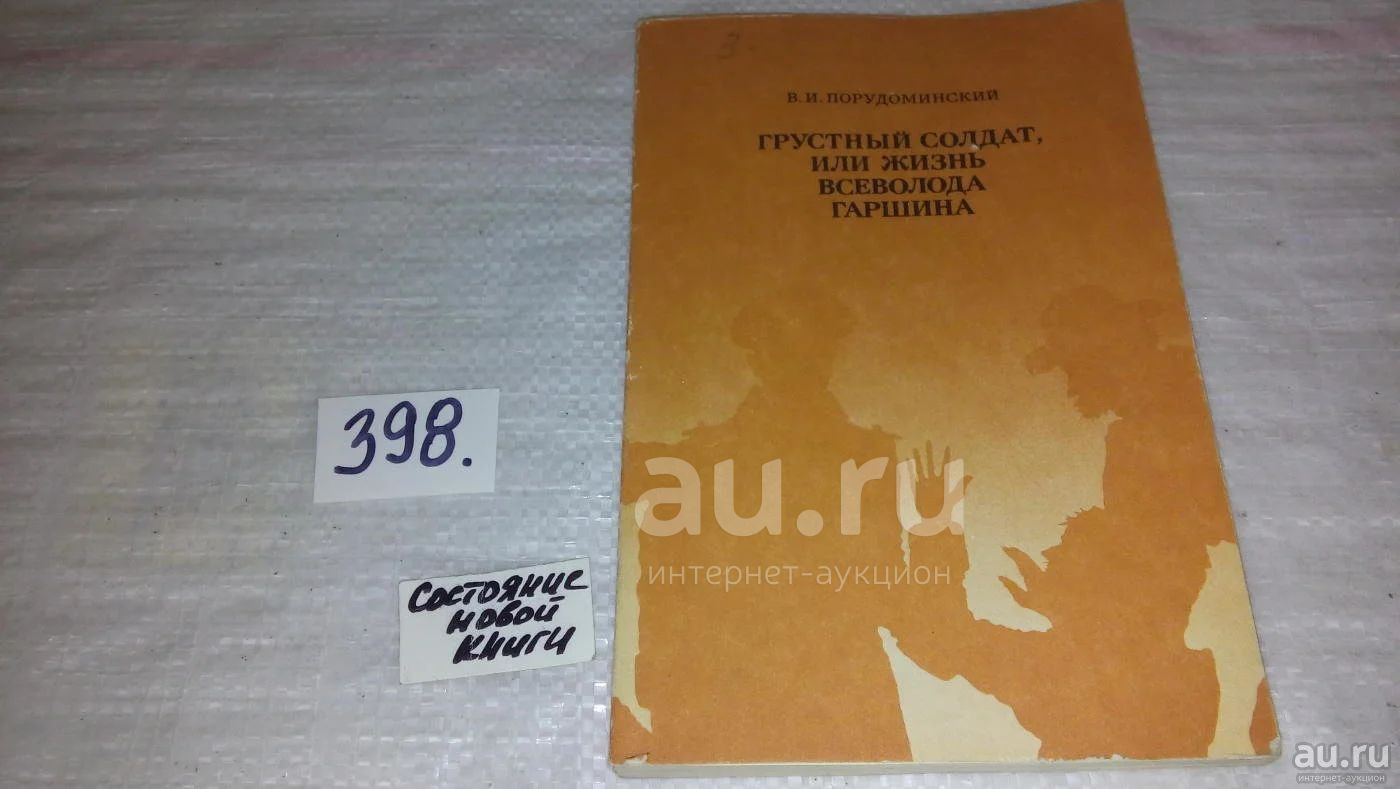 3
В. И. ПОРУДОМИНСКИЙ
ГРУСТНЫЙ СОЛДАТ,
ИЛИ ЖИЗНЬ
ВСЕВОЛОДА
ГАРШИНА
398.
Состояние
новой
книги
au.ru
интернет-аукцион
au.ru
интернет-аукцион